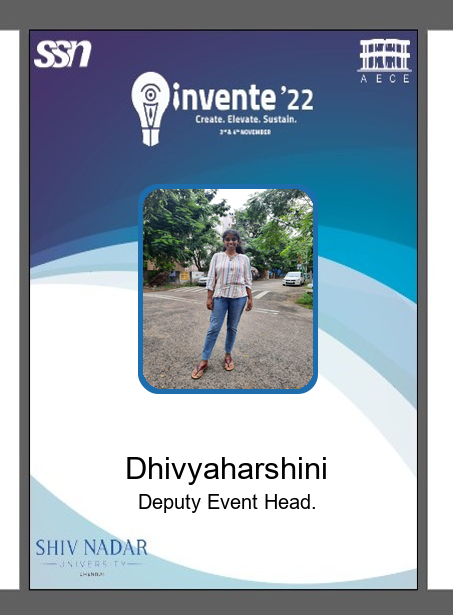 ssn
AECE
invente '22
Create. Elevate. Sustain.
3rd & 4th NOVEMBER
Dhivyaharshini
Deputy Event Head.
SHIV NADAR
UNIVERSITY
CHENNAI